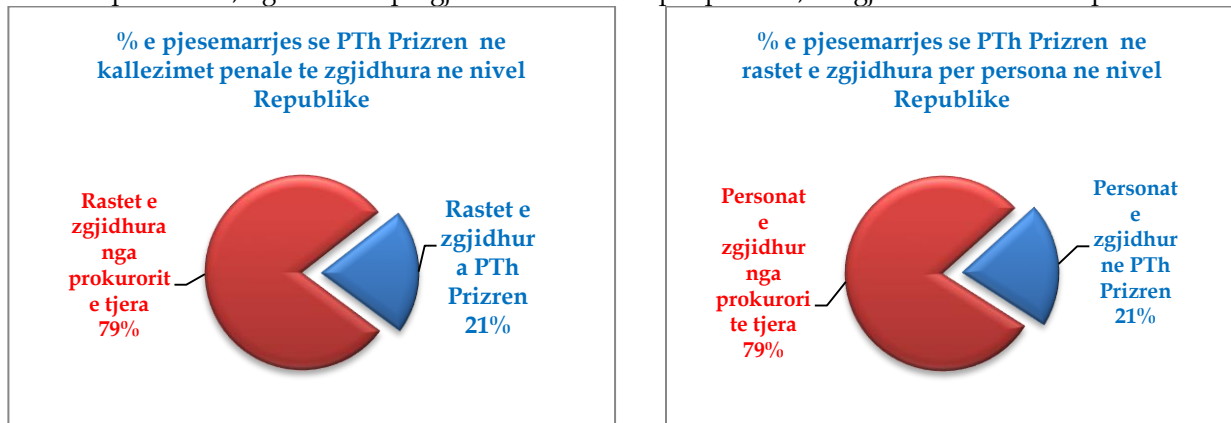 % e pjesemarrjes se PTh Prizren ne
kallezimet penale te zgjidhura ne nivel
Republike
Rastet e
zgjidhura
nga
prokurorit
e tjera
79%
Rastet e
zgjidhur
a PTh
Prizren
21%
% e pjesemarrjes se PTh Prizren ne
rastet e zgjidhura per persona ne nivel
Republike
Personat
e
zgjidhur
nga
prokurori
te tjera
79%
Personat
e
zgjidhur
ne PTh
Prizren
21%